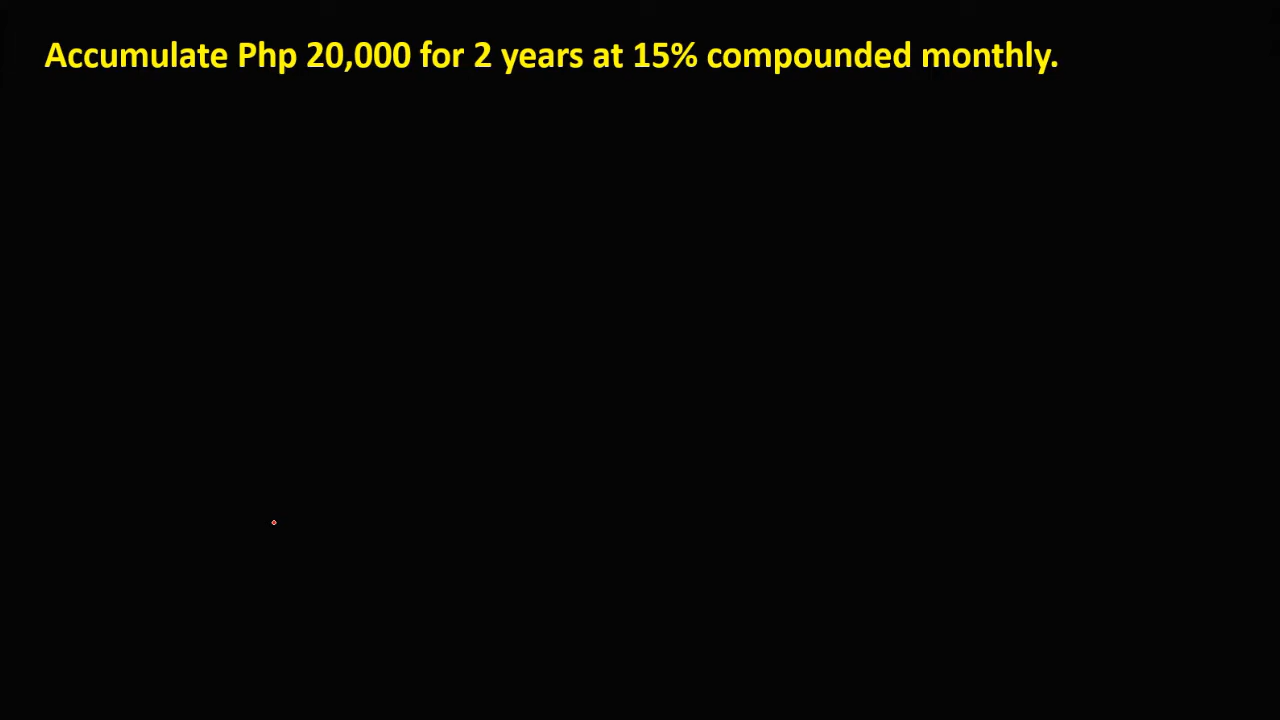 Accumulate Php 20,000 for 2 years at 15% compounded monthly.